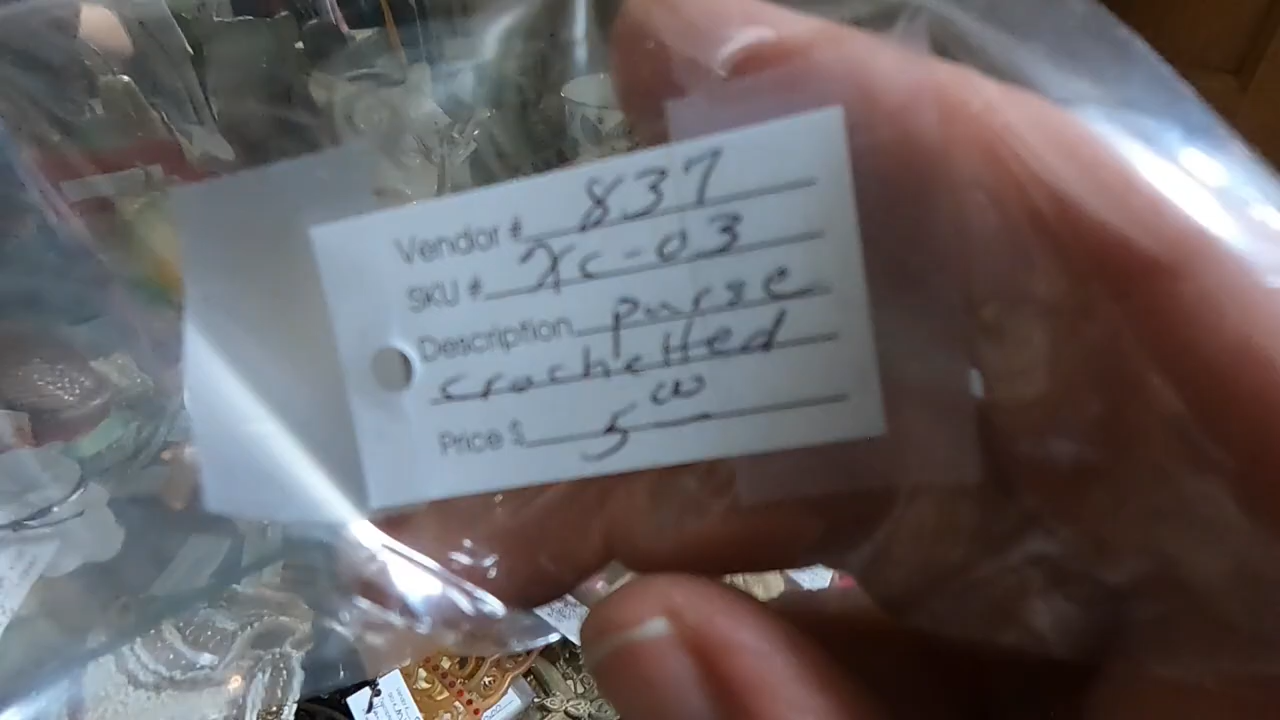 Vendor # 837
SKU # XC-03
Description purse
crochetted
Price $ 5 00